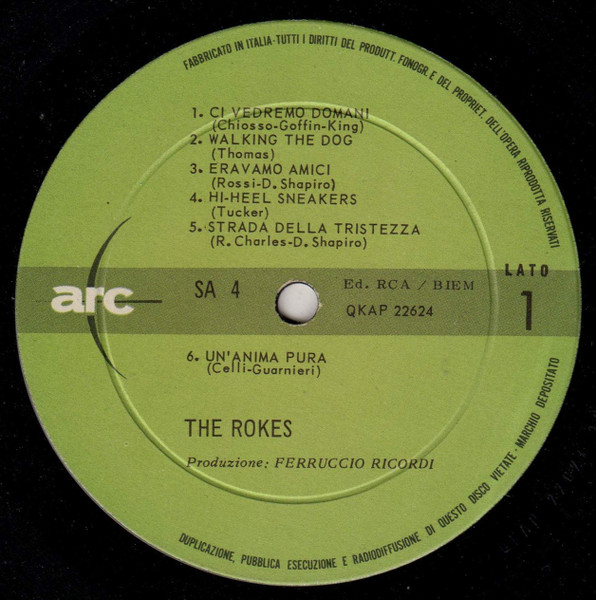 FABBRICATO IN ITALIA-TUTTI I DIRITTI DEL PRODUTT. FONOGR. E DEL PROPRIET. DELL'OPERA RIPRODOTTA RISERVATI
1. CI VEDREMO DOMANI
(Chiosso-Goffin-King)
2. WALKING THE DOG
(Thomas)
3. ERAVAMO AMICI
(Rossi-D. Shapiro)
4. HI-HEEL SNEAKERS
(Tucker)
5. STRADA DELLA TRISTEZZA
(R. Charles-D. Shapiro)
LATO
1
arc
SA 4
Ed. RCA / BIEM
QKAP 22624
6. UN'ANIMA PURA
(Celli-Guarnieri)
THE ROKES
Produzione: FERRUCCIO RICORDI
DUPLICAZIONE, PUBBLICA ESECUZIONE E RADIODIFFUSIONE DI QUESTO DISCO VIETATE - MARCHIO DEPOSITATO